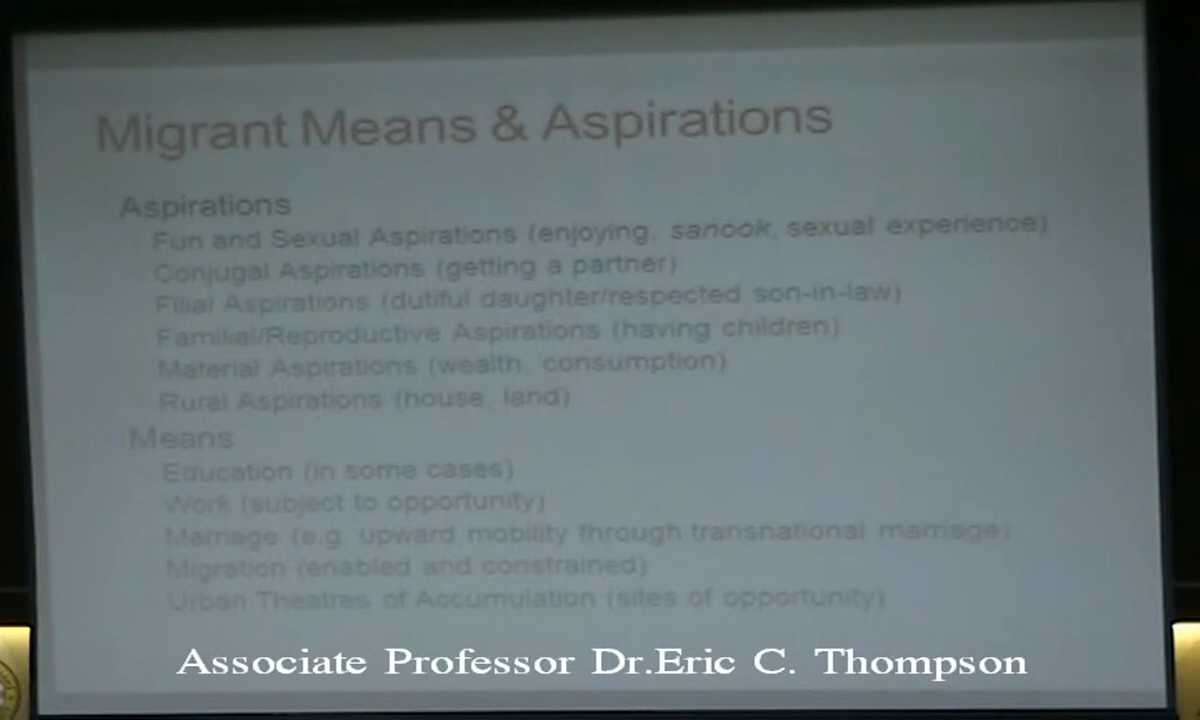 Migrant Means & Aspirations
Aspirations
Fun and Sexual Aspirations (enjoying, sanook, sexual experience)
Conjugal Aspirations (getting a partner)
Filial Aspirations (dutiful daughter/respected son-in-law)
Familial/Reproductive Aspirations (having children)
Material Aspirations (wealth, consumption)
Rural Aspirations (house, land)
Means
Education (in some cases)
Work (subject to opportunity)
Marriage (e.g. upward mobility through transnational marriage)
Migration (enabled and constrained)
Urban Theatres of Accumulation (sites of opportunity)
Associate Professor Dr.Eric C. Thompson